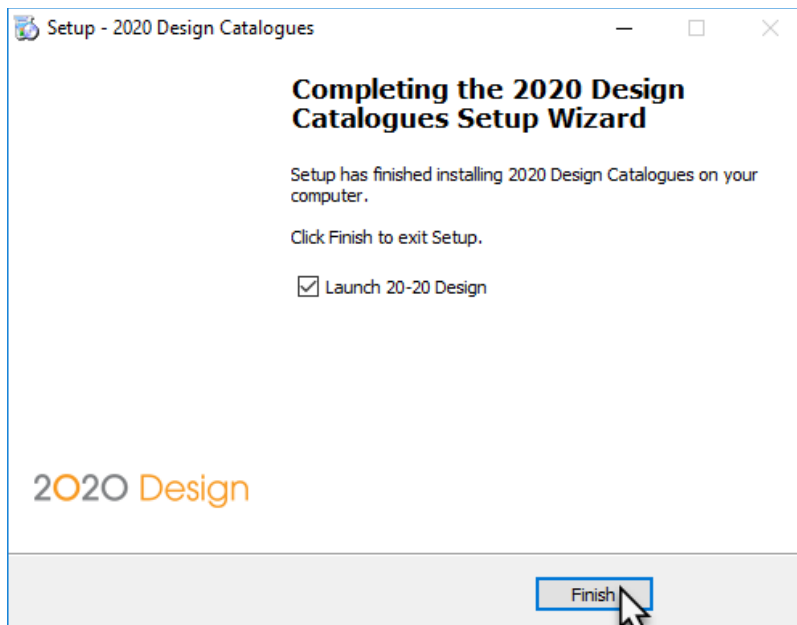 Setup - 2020 Design Catalogues
Completing the 2020 Design
Catalogues Setup Wizard
Setup has finished installing 2020 Design Catalogues on your
computer.
Click Finish to exit Setup.
Launch 20-20 Design
2020 Design
Finish